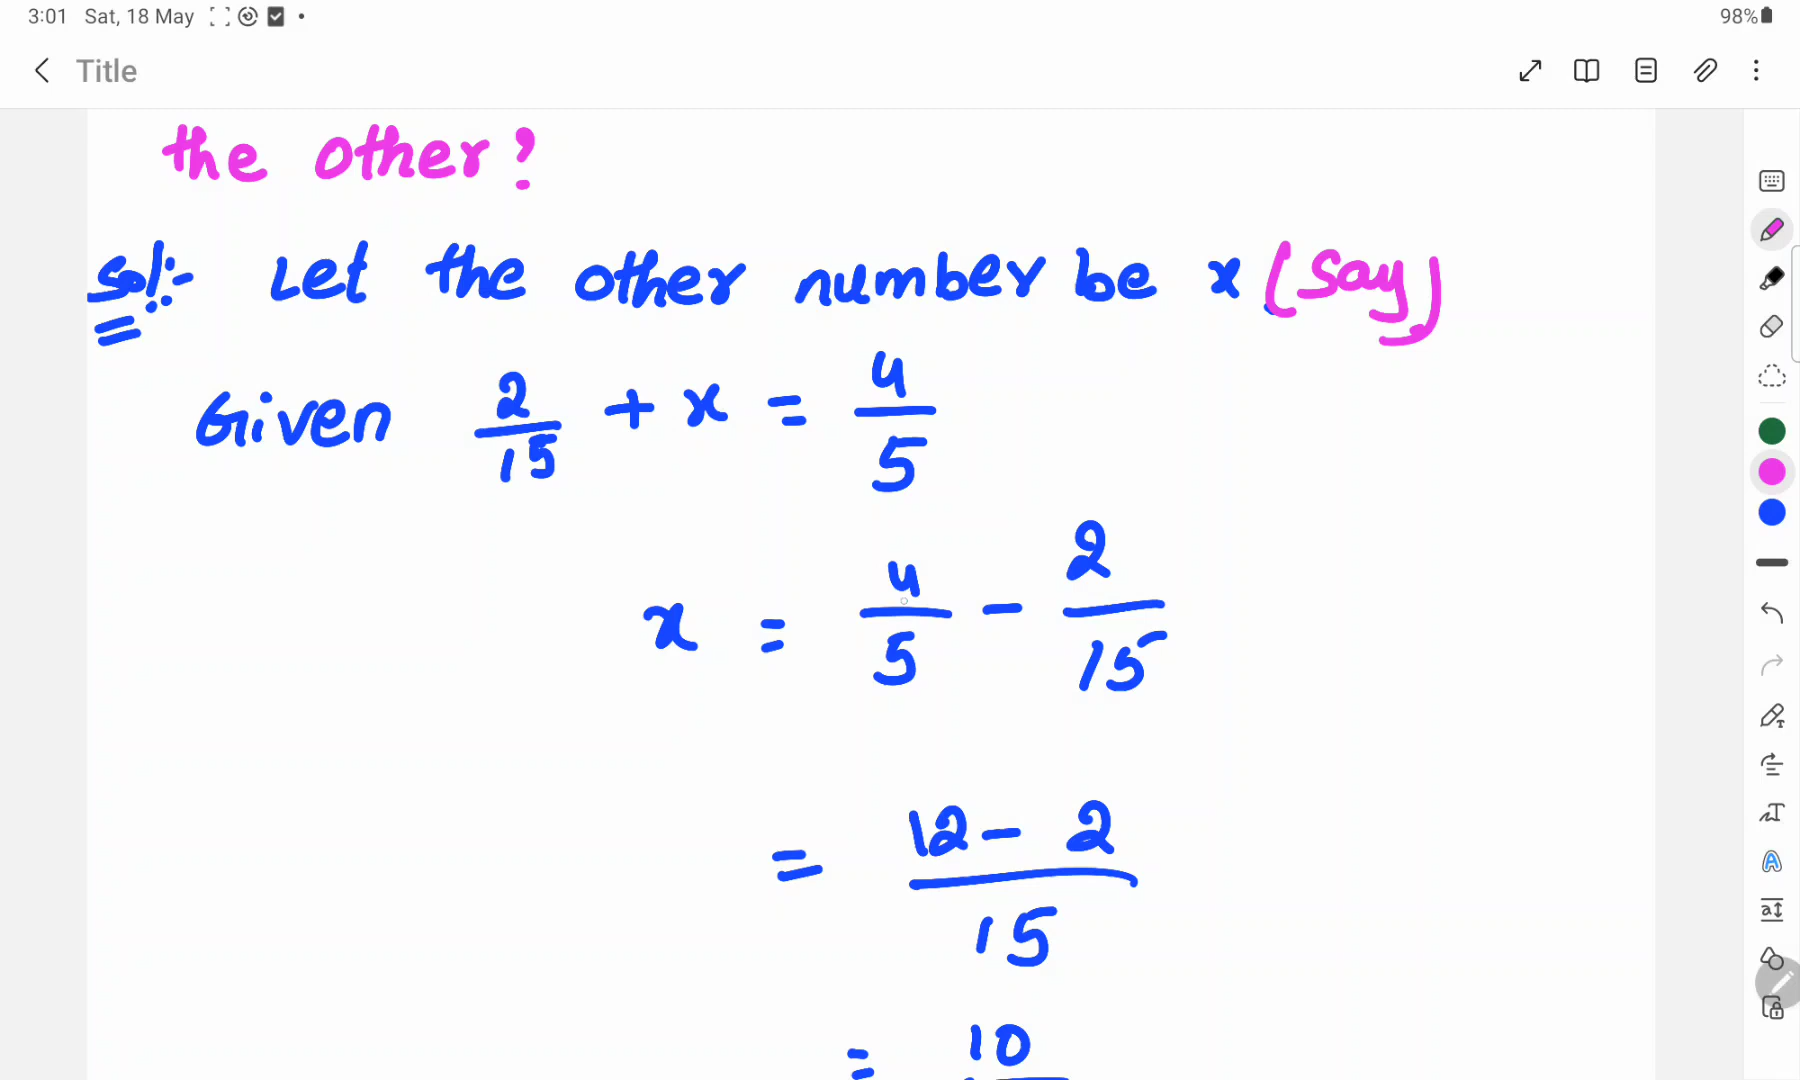 3:01 Sat, 18 May 98%
Title
the other?
Sol:- Let the other number be x (say)
Given 2/15 + x = 4/5
x = 4/5 - 2/15
= 12 - 2/15
= 10